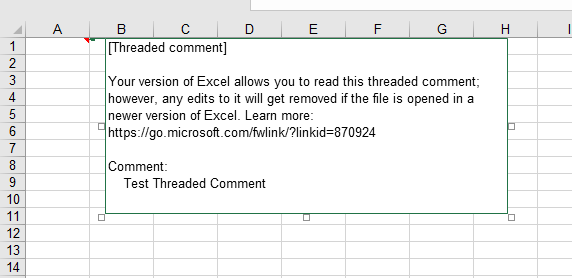 A B C D E F G H I
1 [Threaded comment]
2
3 Your version of Excel allows you to read this threaded comment;
4 however, any edits to it will get removed if the file is opened in a
5 newer version of Excel. Learn more:
6 https://go.microsoft.com/fwlink/?linkid=870924
7
8 Comment:
9 Test Threaded Comment
10
11
12
13
14